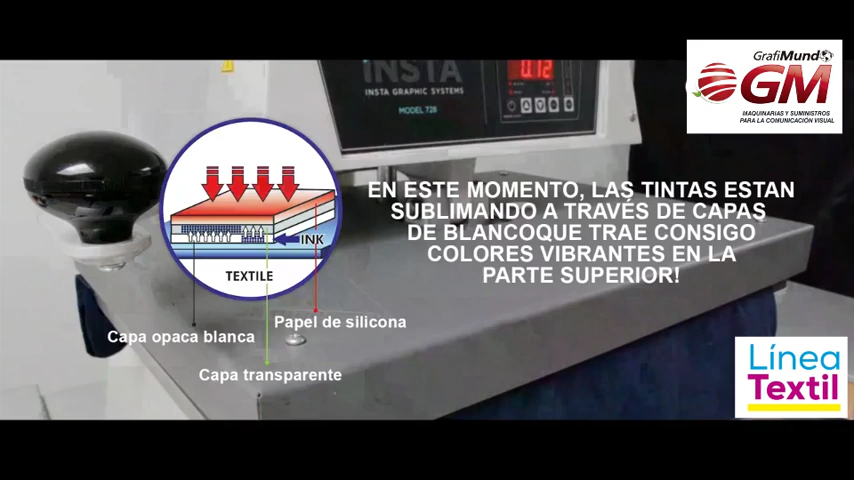 GrafiMundo
GM
MAQUINARIAS Y SUMINISTROS
PARA LA COMUNICACIÓN VISUAL
INSTA
INSTA GRAPHIC SYSTEMS
MODEL 728
0.12
EN ESTE MOMENTO, LAS TINTAS ESTAN
SUBLIMANDO A TRAVÉS DE CAPAS
DE BLANCOQUE TRAE CONSIGO
COLORES VIBRANTES EN LA
PARTE SUPERIOR!
INK
TEXTILE
Papel de silicona
Capa opaca blanca
Capa transparente
Línea
Textil